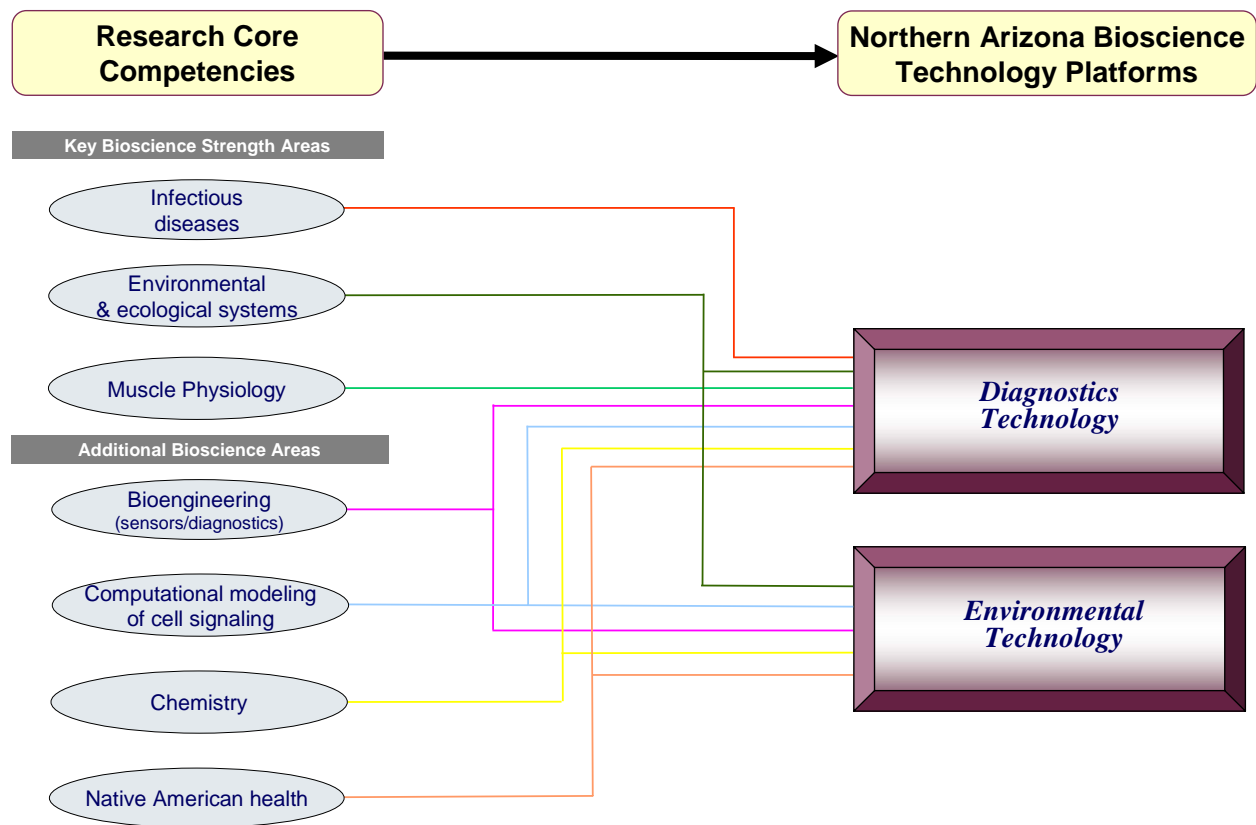 Research Core
Competencies
Northern Arizona Bioscience
Technology Platforms
Key Bioscience Strength Areas
Infectious
diseases
Environmental
& ecological systems
Muscle Physiology
Diagnostics
Technology
Additional Bioscience Areas
Bioengineering
(sensors/diagnostics)
Computational modeling
of cell signaling
Environmental
Technology
Chemistry
Native American health